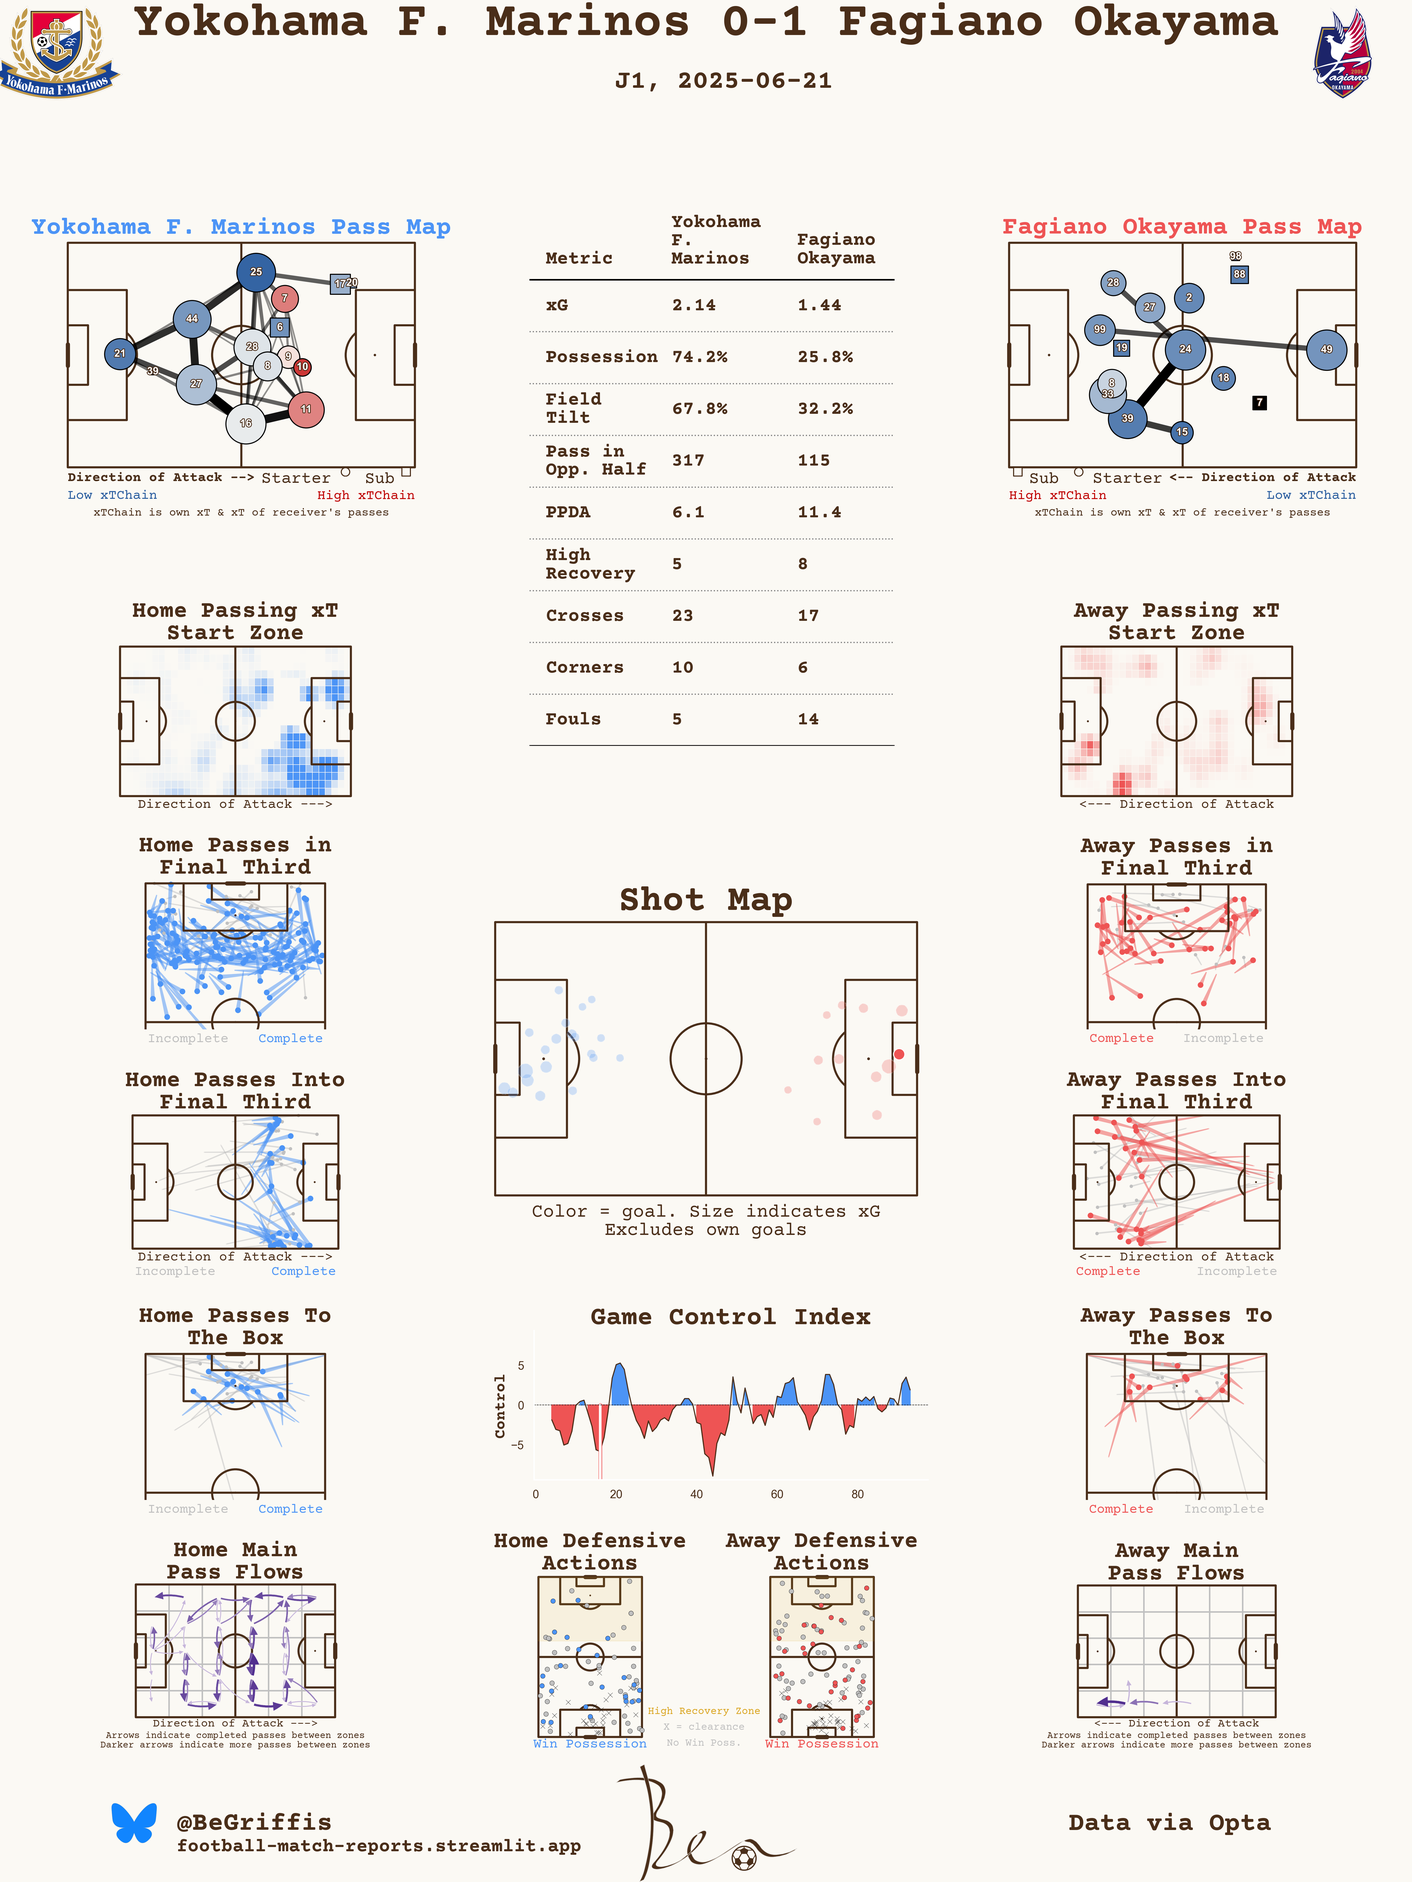 Yokohama F. Marinos 0-1 Fagiano Okayama
J1, 2025-06-21
Yokohama F·Marinos
Fagiano
OKAYAMA
Yokohama F. Marinos Pass Map
25
17
20
7
44
6
28
9
21
8
10
39
27
11
16
Direction of Attack --> Starter Sub
Low xTChain High xTChain
xTChain is own xT & xT of receiver's passes
Metric Yokohama F. Marinos Fagiano Okayama
xG 2.14 1.44
Possession 74.2% 25.8%
Field Tilt 67.8% 32.2%
Pass in Opp. Half 317 115
PPDA 6.1 11.4
High Recovery 5 8
Crosses 23 17
Corners 10 6
Fouls 5 14
Fagiano Okayama Pass Map
98
88
28
2
27
99
19
24
49
8
18
33
7
39
15
Sub Starter <-- Direction of Attack
High xTChain Low xTChain
xTChain is own xT & xT of receiver's passes
Home Passing xT
Start Zone
Direction of Attack --->
Away Passing xT
Start Zone
<--- Direction of Attack
Home Passes in
Final Third
Incomplete Complete
Away Passes in
Final Third
Complete Incomplete
Shot Map
Color = goal. Size indicates xG
Excludes own goals
Home Passes Into
Final Third
Direction of Attack --->
Incomplete Complete
Away Passes Into
Final Third
<--- Direction of Attack
Complete Incomplete
Home Passes To
The Box
Incomplete Complete
Game Control Index
Control
5
0
−5
0 20 40 60 80
Away Passes To
The Box
Complete Incomplete
Home Main
Pass Flows
Direction of Attack --->
Arrows indicate completed passes between zones
Darker arrows indicate more passes between zones
Home Defensive
Actions
Win Possession
Away Defensive
Actions
Win Possession
High Recovery Zone
X = clearance
No Win Poss.
Away Main
Pass Flows
<--- Direction of Attack
Arrows indicate completed passes between zones
Darker arrows indicate more passes between zones
@BeGriffis
football-match-reports.streamlit.app
Ben
Data via Opta